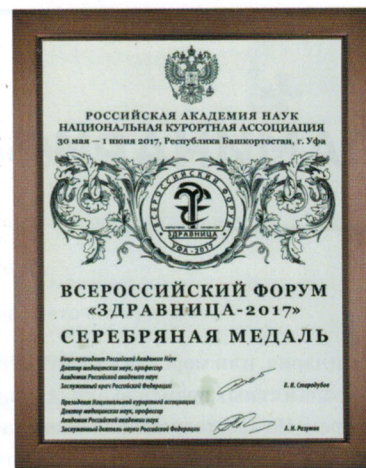 РОССИЙСКАЯ АКАДЕМИЯ НАУК
НАЦИОНАЛЬНАЯ КУРОРТНАЯ АССОЦИАЦИЯ
30 мая — 1 июня 2017, Республика Башкортостан, г. Уфа
ВСЕРОССИЙСКИЙ ФОРУМ
ЗДРАВНИЦА
УФА-2017
ВСЕРОССИЙСКИЙ ФОРУМ
«ЗДРАВНИЦА-2017»
СЕРЕБРЯНАЯ МЕДАЛЬ
Вице-президент Российской Академии Наук
Доктор медицинских наук, профессор
Академик Российской академии наук
Заслуженный врач Российской Федерации
В. И. Стародубов
Президент Национальной курортной ассоциации
Доктор медицинских наук, профессор
Академик Российской академии наук
Заслуженный деятель науки Российской Федерации
А. Н. Разумов